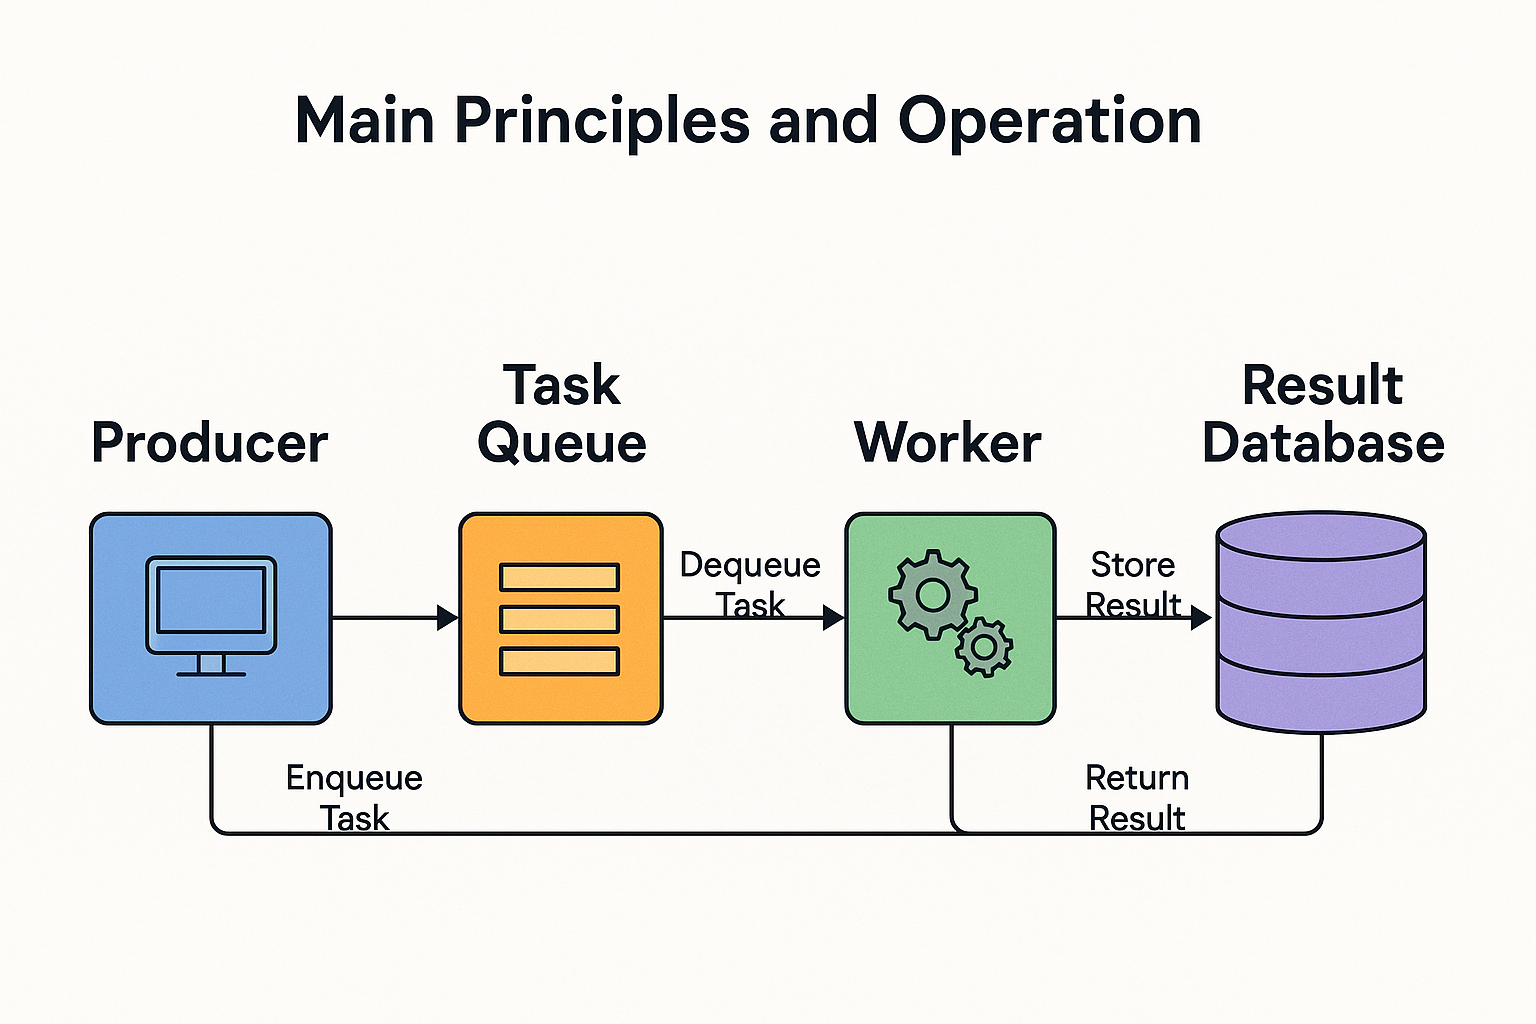 Main Principles and Operation
Producer
Task
Queue
Worker
Result
Database
Dequeue
Task
Store
Result
Enqueue
Task
Return
Result